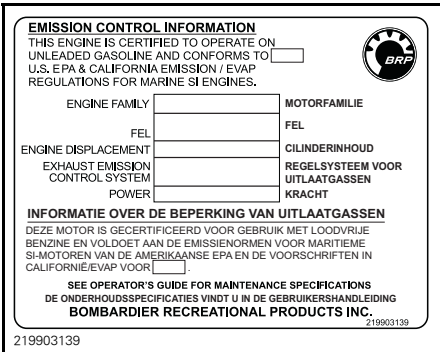 EMISSION CONTROL INFORMATION
THIS ENGINE IS CERTIFIED TO OPERATE ON
UNLEADED GASOLINE AND CONFORMS TO
U.S. EPA & CALIFORNIA EMISSION / EVAP
REGULATIONS FOR MARINE SI ENGINES.
BRP
ENGINE FAMILY MOTORFAMILIE
FEL FEL
ENGINE DISPLACEMENT CILINDERINHOUD
EXHAUST EMISSION REGELSYSTEEM VOOR
CONTROL SYSTEM UITLAATGASSEN
POWER KRACHT
INFORMATIE OVER DE BEPERKING VAN UITLAATGASSEN
DEZE MOTOR IS GECERTIFICEERD VOOR GEBRUIK MET LOODVRIJE
BENZINE EN VOLDOET AAN DE EMISSIENORMEN VOOR MARITIEME
SI-MOTOREN VAN DE AMERIKAANSE EPA EN DE VOORSCHRIFTEN IN
CALIFORNIË/EVAP VOOR .
SEE OPERATOR'S GUIDE FOR MAINTENANCE SPECIFICATIONS
DE ONDERHOUDSSPECIFICATIES VINDT U IN DE GEBRUIKERSHANDLEIDING
BOMBARDIER RECREATIONAL PRODUCTS INC.
219903139
219903139